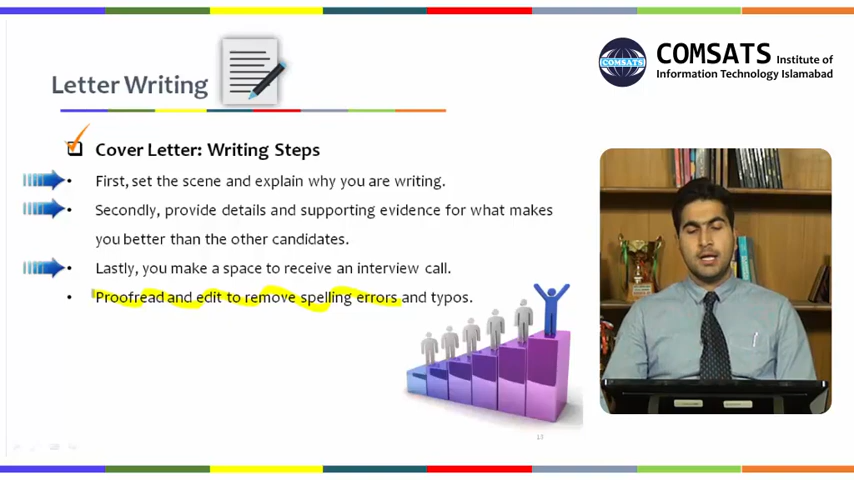 COMSATS Institute of
Information Technology Islamabad
COMSATS
Letter Writing
Cover Letter: Writing Steps
• First, set the scene and explain why you are writing.
• Secondly, provide details and supporting evidence for what makes
you better than the other candidates.
• Lastly, you make a space to receive an interview call.
• Proofread and edit to remove spelling errors and typos.